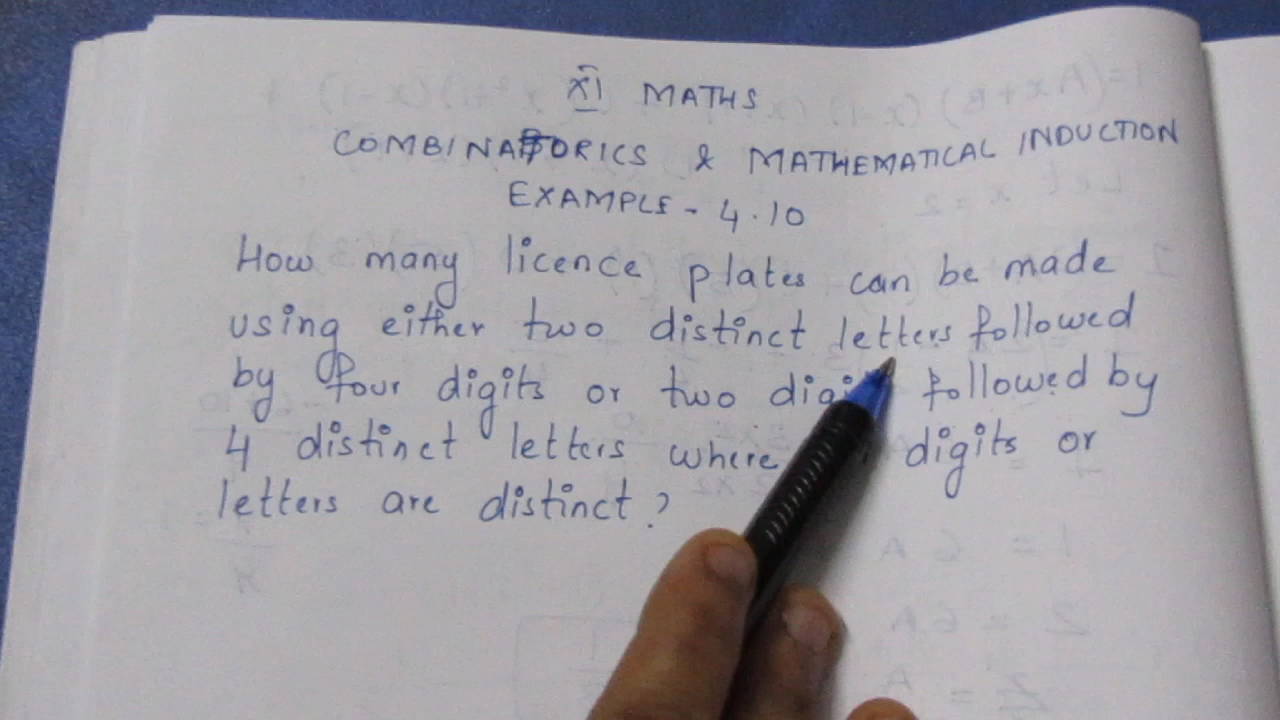 XI MATHS
COMBINATORICS & MATHEMATICAL INDUCTION
EXAMPLE - 4.10
How many licence plates can be made
using either two distinct letters followed
by four digits or two followed by
4 distinct letters where digits or
letters are distinct?